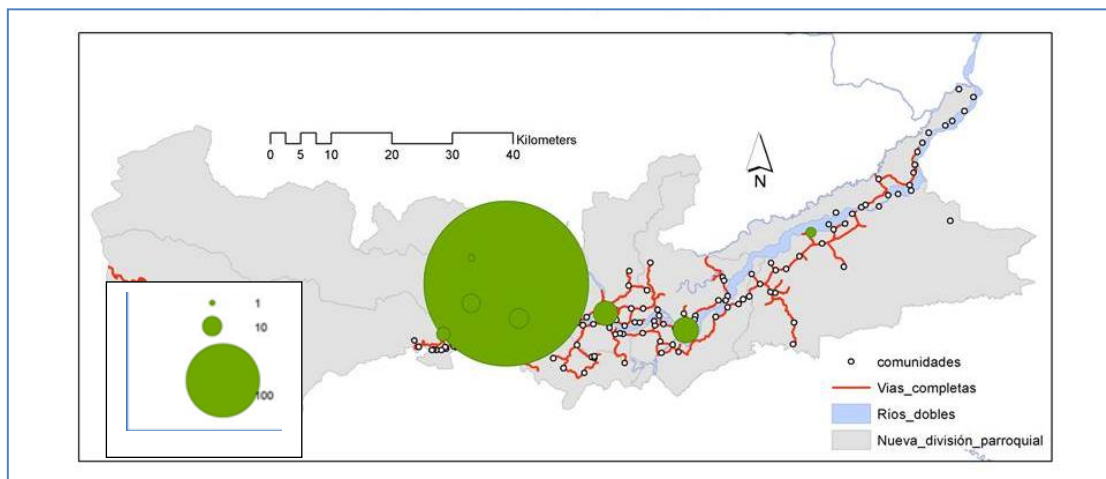 Kilometers
0 5 10 20 30 40
N
1
10
100
comunidades
Vias_completas
Ríos_dobles
Nueva_división_parroquial